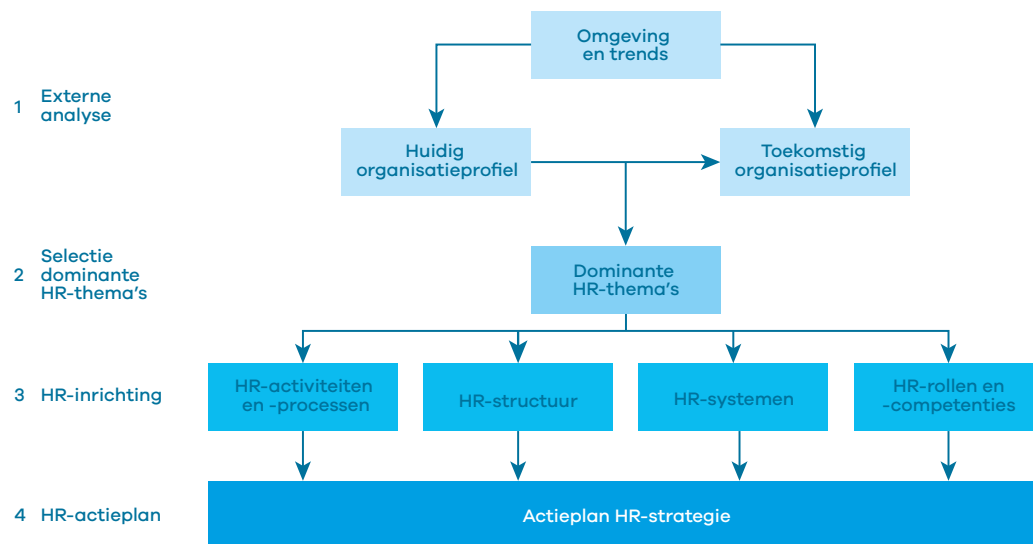 Omgeving
en trends
1 Externe
analyse
Huidig
organisatieprofiel
Toekomstig
organisatieprofiel
2 Selectie
dominante
HR-thema's
Dominante
HR-thema's
3 HR-inrichting
HR-activiteiten
en -processen
HR-structuur
HR-systemen
HR-rollen en
-competenties
4 HR-actieplan
Actieplan HR-strategie